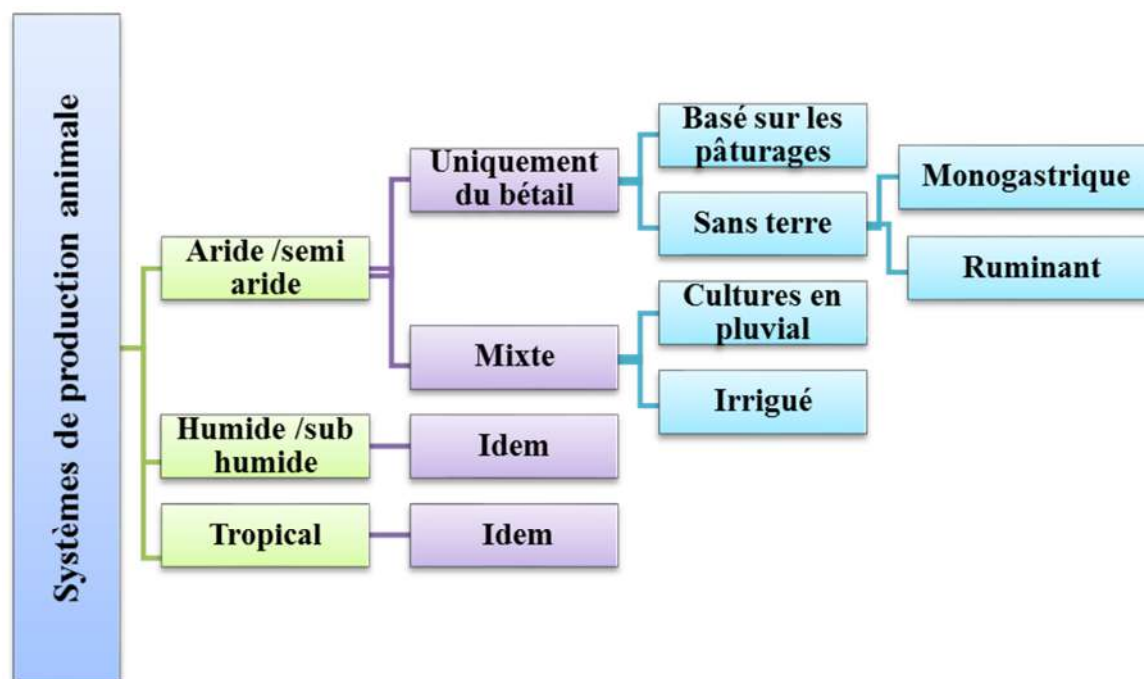 Systèmes de production animale
Aride /semi
aride
Uniquement
du bétail
Basé sur les
pâturages
Sans terre
Monogastrique
Ruminant
Mixte
Cultures en
pluvial
Irrigué
Humide /sub
humide
Idem
Tropical
Idem